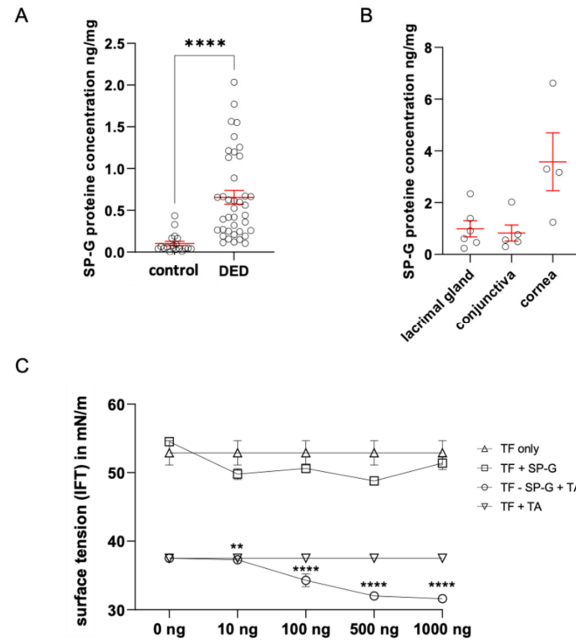 A
SP-G proteine concentration ng/mg
2.5
2.0
1.5
1.0
0.5
0.0
****
control
DED
B
SP-G proteine concentration ng/mg
8
6
4
2
0
lacrimal gland
conjunctiva
cornea
C
surface tension (IFT) in mN/m
60
50
40
30
**
****
****
****
0 ng
10 ng
100 ng
500 ng
1000 ng
TF only
TF + SP-G
TF - SP-G + TA
TF + TA